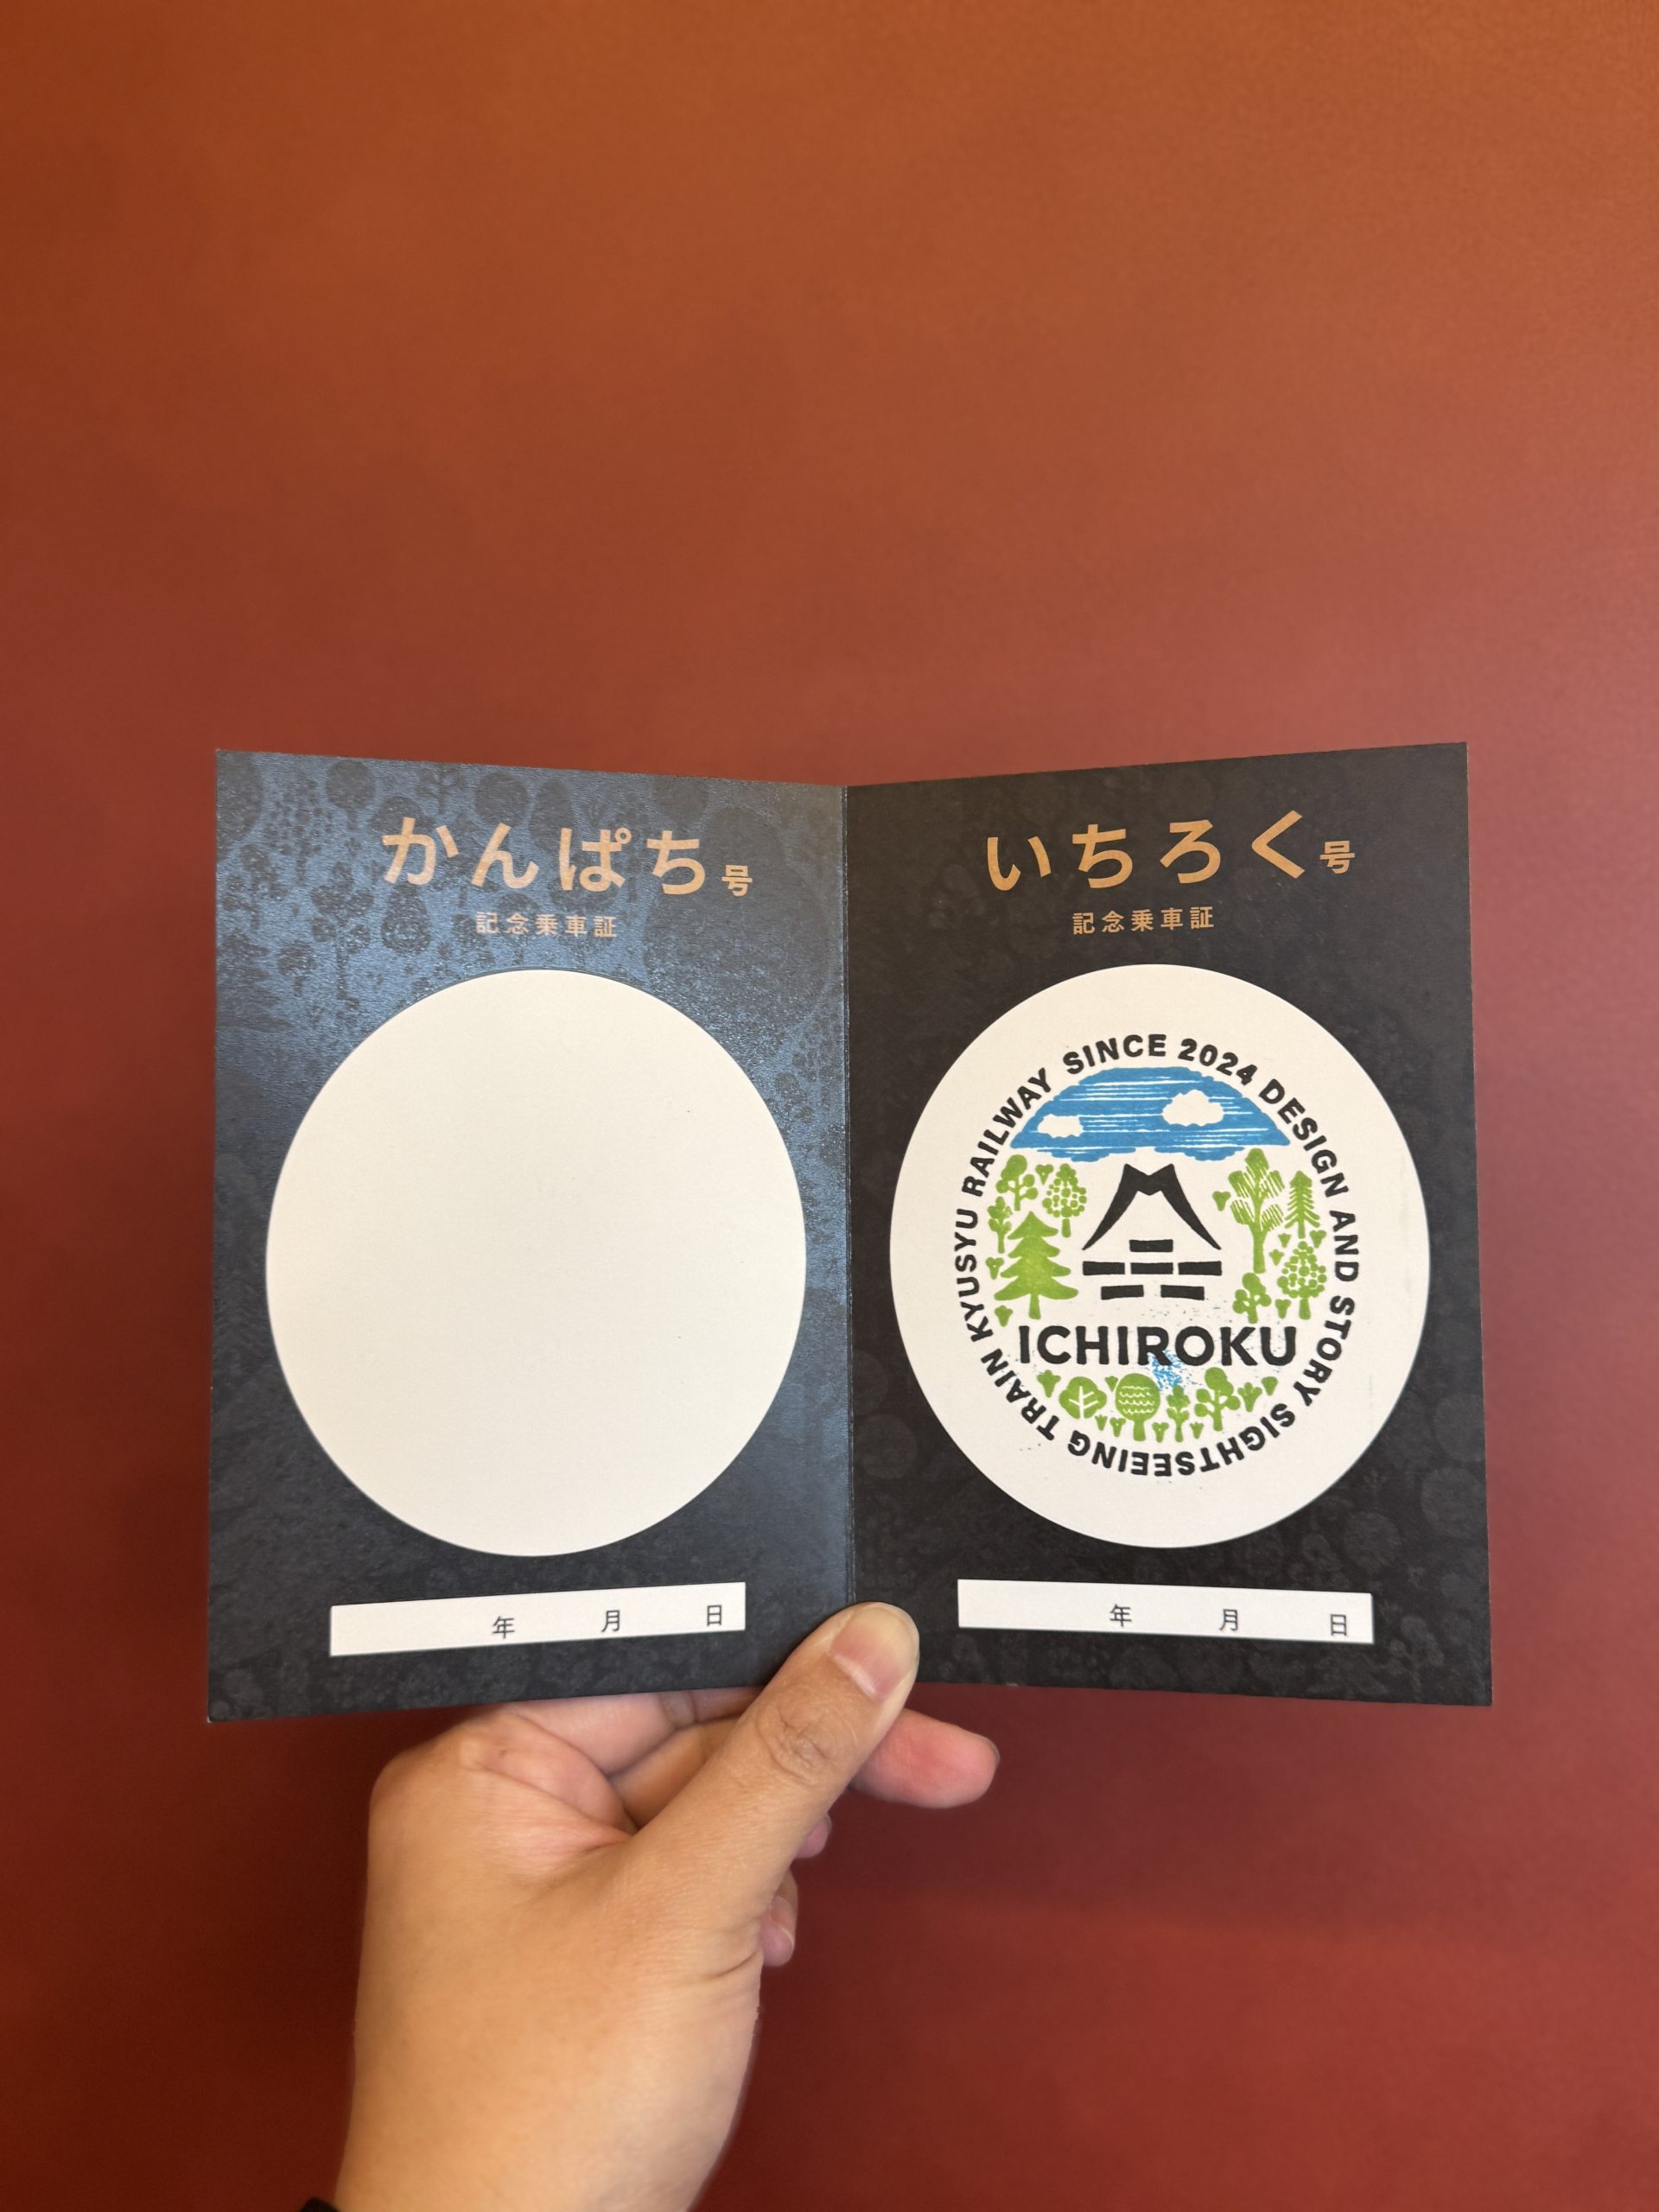 かんぱち号
記念乗車証
年 月 日
いちろく号
記念乗車証
KYUSYU RAILWAY SINCE 2024 DESIGN AND STORY SIGHTSEEING TRAIN
ICHIROKU
年 月 日